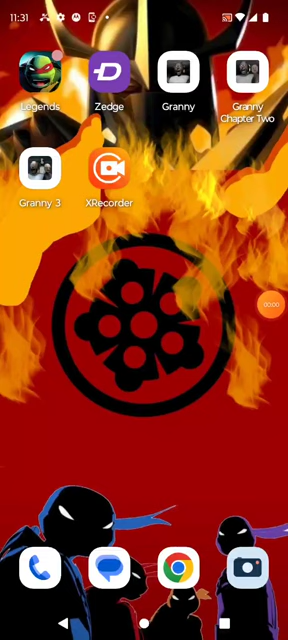 11:31
Legends
Zedge
Granny
Granny
Chapter Two
Granny 3
XRecorder
00:00